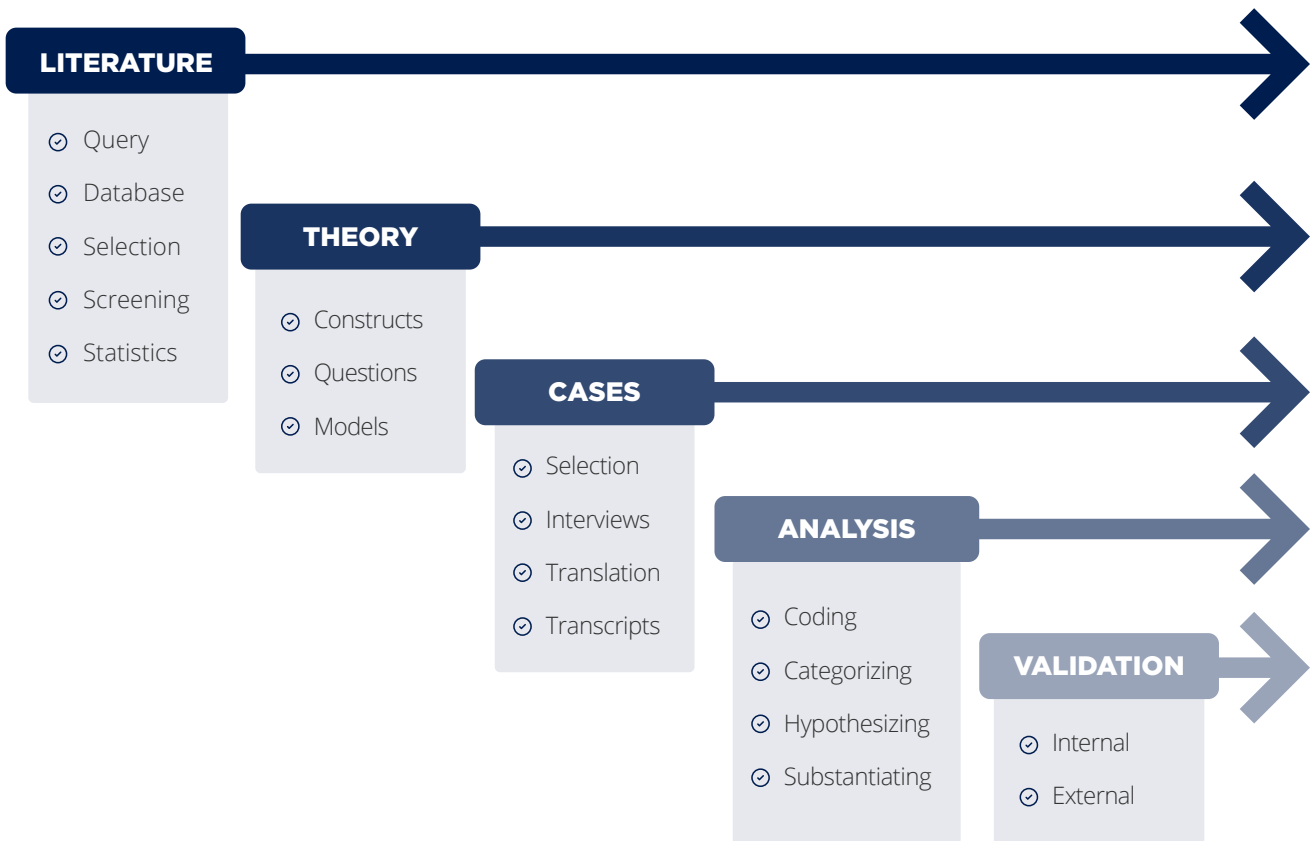 LITERATURE
Query
Database
Selection
Screening
Statistics
THEORY
Constructs
Questions
Models
CASES
Selection
Interviews
Translation
Transcripts
ANALYSIS
Coding
Categorizing
Hypothesizing
Substantiating
VALIDATION
Internal
External